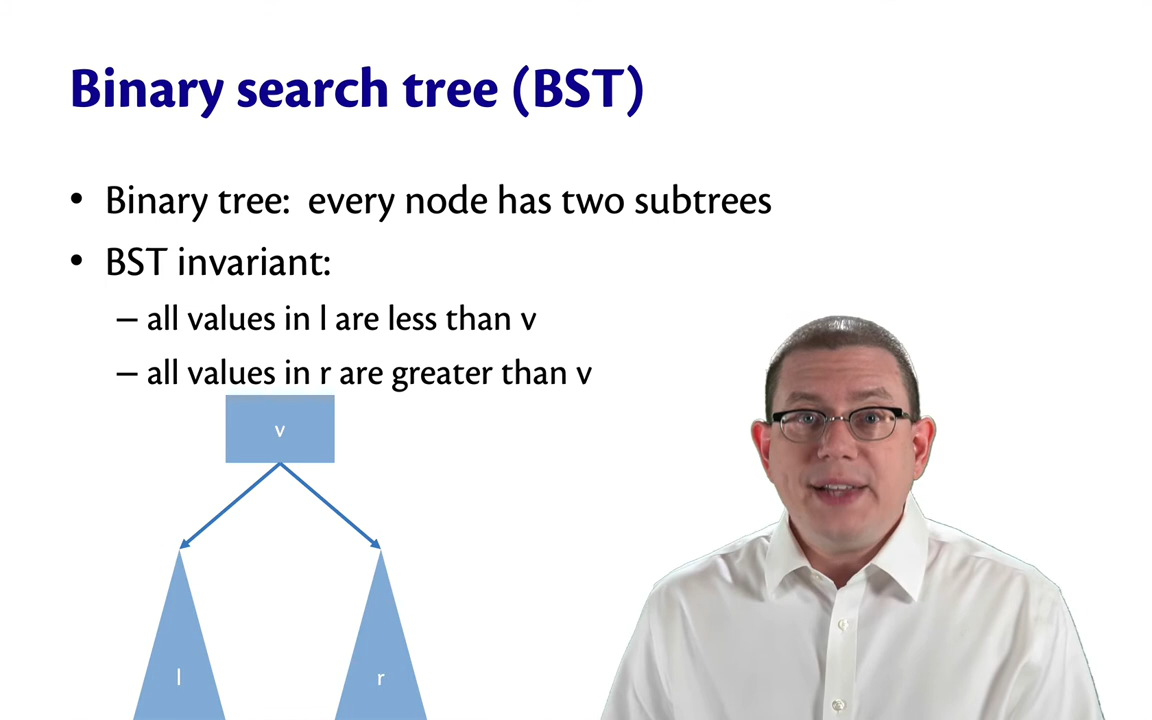 Binary search tree (BST)
• Binary tree: every node has two subtrees
• BST invariant:
– all values in l are less than v
– all values in r are greater than v
v
l
r